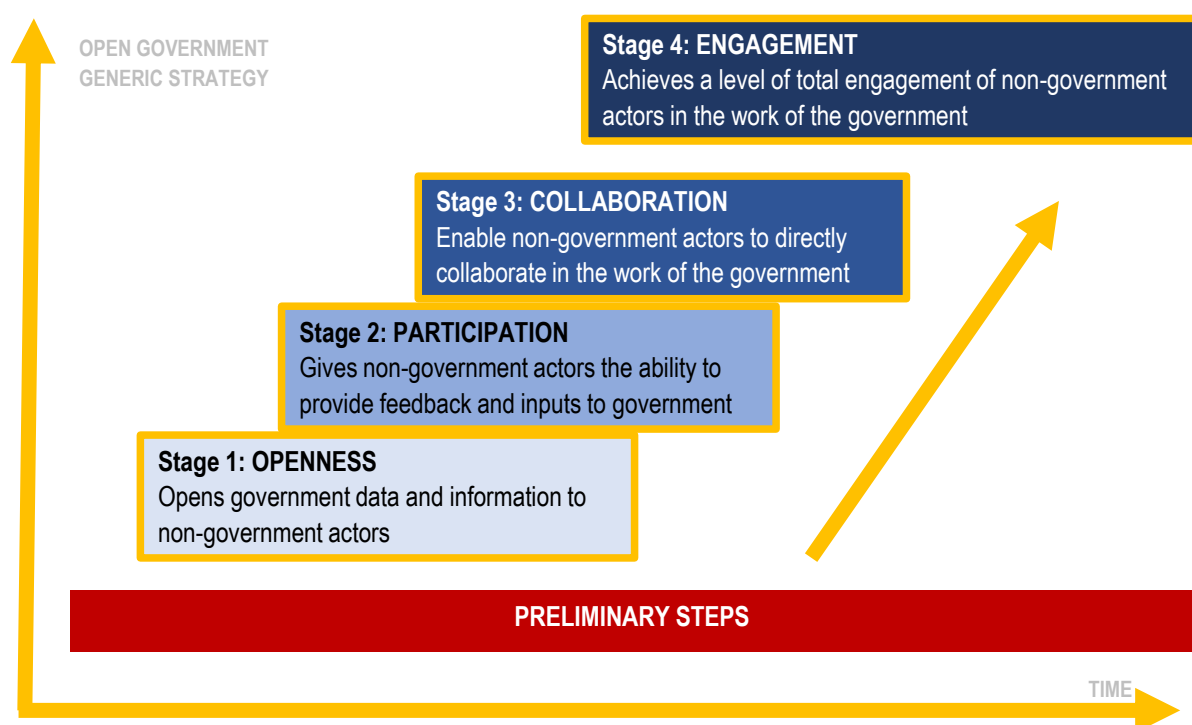 OPEN GOVERNMENT
GENERIC STRATEGY
Stage 4: ENGAGEMENT
Achieves a level of total engagement of non-government
actors in the work of the government
Stage 3: COLLABORATION
Enable non-government actors to directly
collaborate in the work of the government
Stage 2: PARTICIPATION
Gives non-government actors the ability to
provide feedback and inputs to government
Stage 1: OPENNESS
Opens government data and information to
non-government actors
PRELIMINARY STEPS
TIME